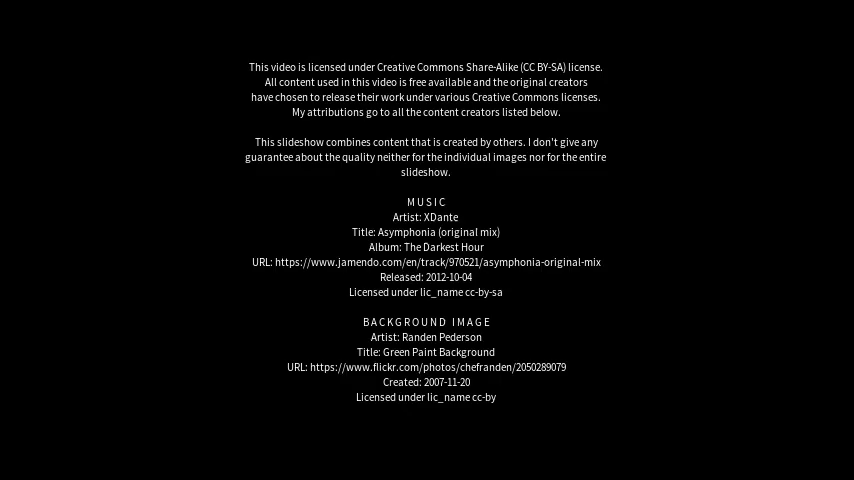 This video is licensed under Creative Commons Share-Alike (CC BY-SA) license.
All content used in this video is free available and the original creators
have chosen to release their work under various Creative Commons licenses.
My attributions go to all the content creators listed below.
This slideshow combines content that is created by others. I don't give any
guarantee about the quality neither for the individual images nor for the entire
slideshow.
MUSIC
Artist: XDante
Title: Asymphonia (original mix)
Album: The Darkest Hour
URL: https://www.jamendo.com/en/track/970521/asymphonia-original-mix
Released: 2012-10-04
Licensed under lic_name cc-by-sa
BACKGROUND IMAGE
Artist: Randen Pederson
Title: Green Paint Background
URL: https://www.flickr.com/photos/chefranden/2050289079
Created: 2007-11-20
Licensed under lic_name cc-by